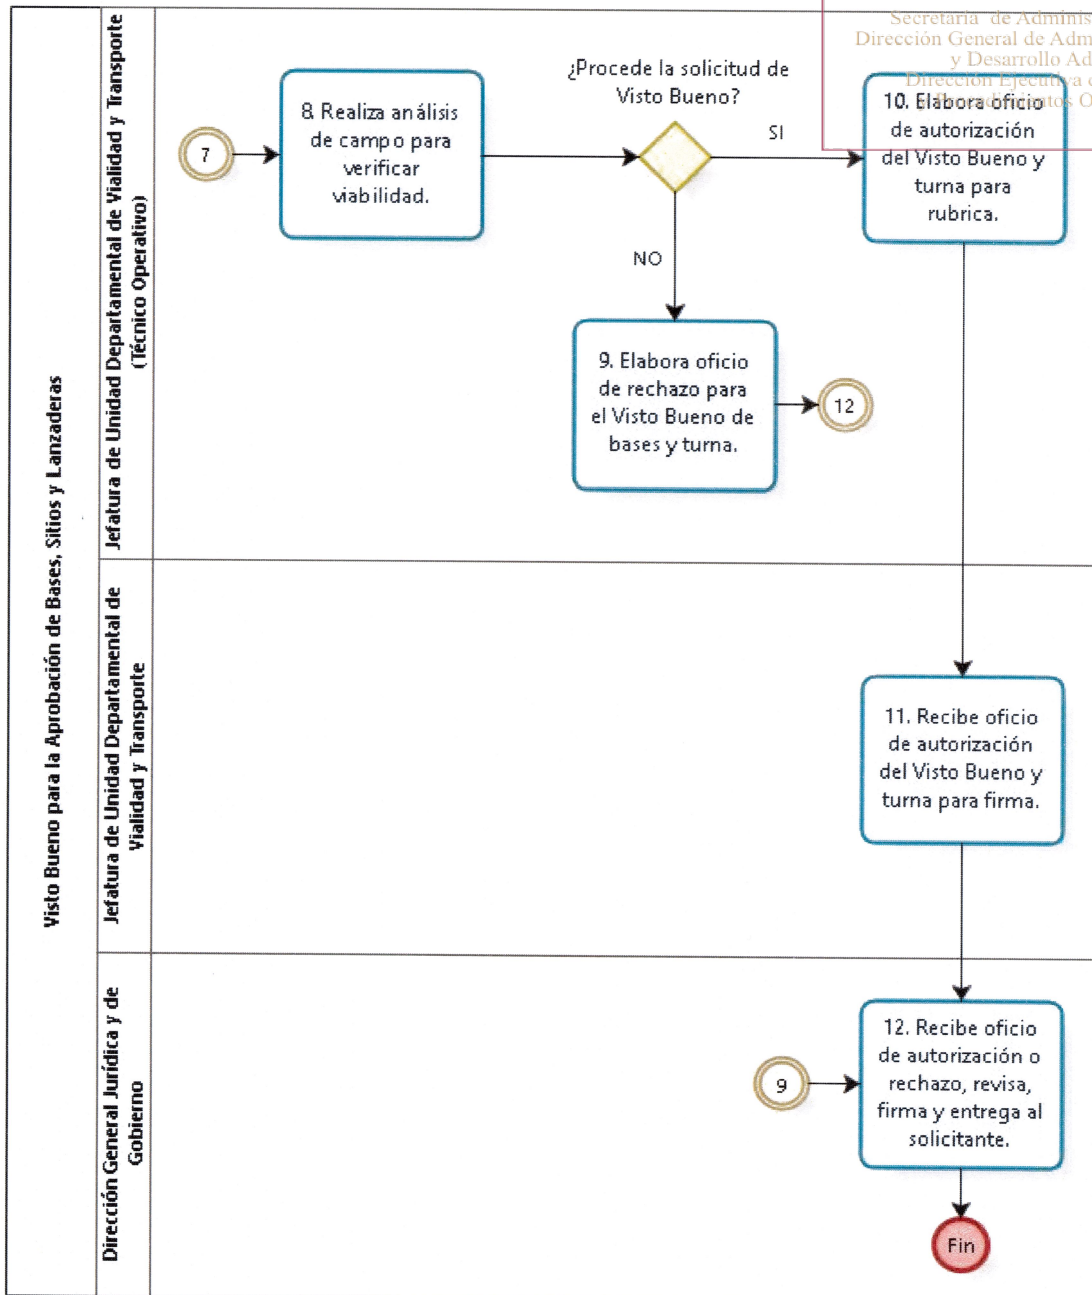 Visto Bueno para la Aprobación de Bases, Sitios y Lanzaderas
Jefatura de Unidad Departamental de Vialidad y Transporte
(Técnico Operativo)
Secretaría de Adminis
Dirección General de Adm
y Desarrollo Ad
Dirección Ejecutiva
y Procedimientos O
7
8. Realiza análisis
de campo para
verificar
viabilidad.
¿Procede la solicitud de
Visto Bueno?
SI
10. Elabora oficio
de autorización
del Visto Bueno y
turna para
rubrica.
NO
9. Elabora oficio
de rechazo para
el Visto Bueno de
bases y turna.
12
Jefatura de Unidad Departamental de
Vialidad y Transporte
11. Recibe oficio
de autorización
del Visto Bueno y
turna para firma.
Dirección General Jurídica y de
Gobierno
9
12. Recibe oficio
de autorización o
rechazo, revisa,
firma y entrega al
solicitante.
Fin